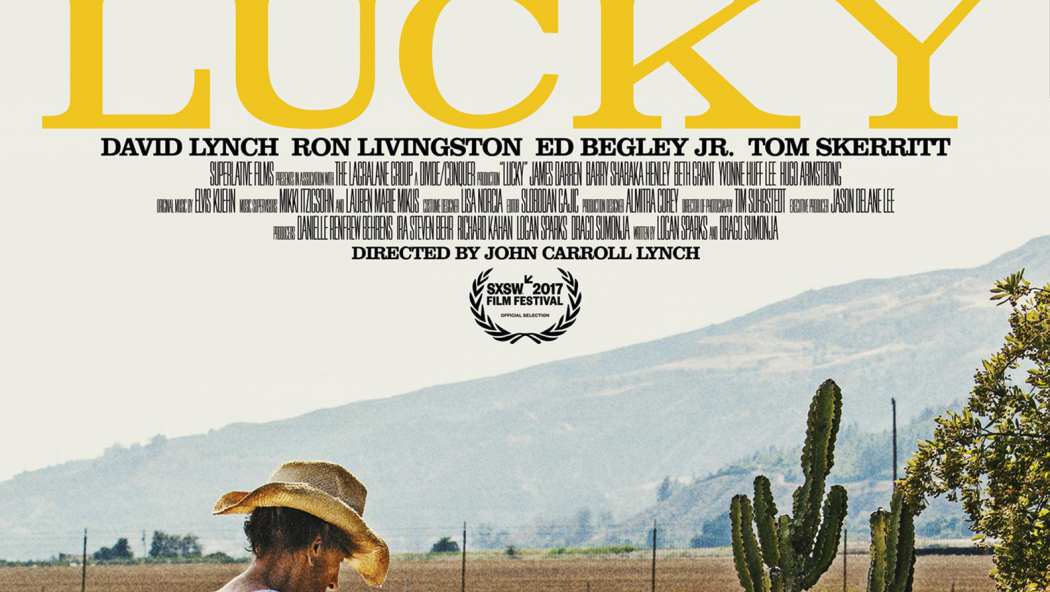 LUCKY
DAVID LYNCH RON LIVINGSTON ED BEGLEY JR. TOM SKERRITT
SUPERLATIVE FILMS PRESENTS IN ASSOCIATION WITH THE LAGRALANE GROUP A DIVIDE/CONQUER PRODUCTION "LUCKY" JAMES DARREN BARRY SHABAKA HENLEY BETH GRANT YVONNE HUFF LEE HUGO ARMSTRONG
ORIGINAL MUSIC BY ELVIS KUEHN MUSIC SUPERVISORS MIKKI ITZIGSOHN AND LAUREN MARIE MIKUS COSTUME DESIGNER LISA NORCIA EDITOR SLOBODAN GAJIC PRODUCTION DESIGNER ALMITRA COREY DIRECTOR OF PHOTOGRAPHY TIM SUHRSTEDT EXECUTIVE PRODUCER JASON DELANE LEE
PRODUCERS DANIELLE RENFREW BEHRENS IRA STEVEN BEHR RICHARD KAHAN LOGAN SPARKS DRAGO SUMONJA WRITTEN BY LOGAN SPARKS AND DRAGO SUMONJA
DIRECTED BY JOHN CARROLL LYNCH
SXSW 2017
FILM FESTIVAL
OFFICIAL SELECTION